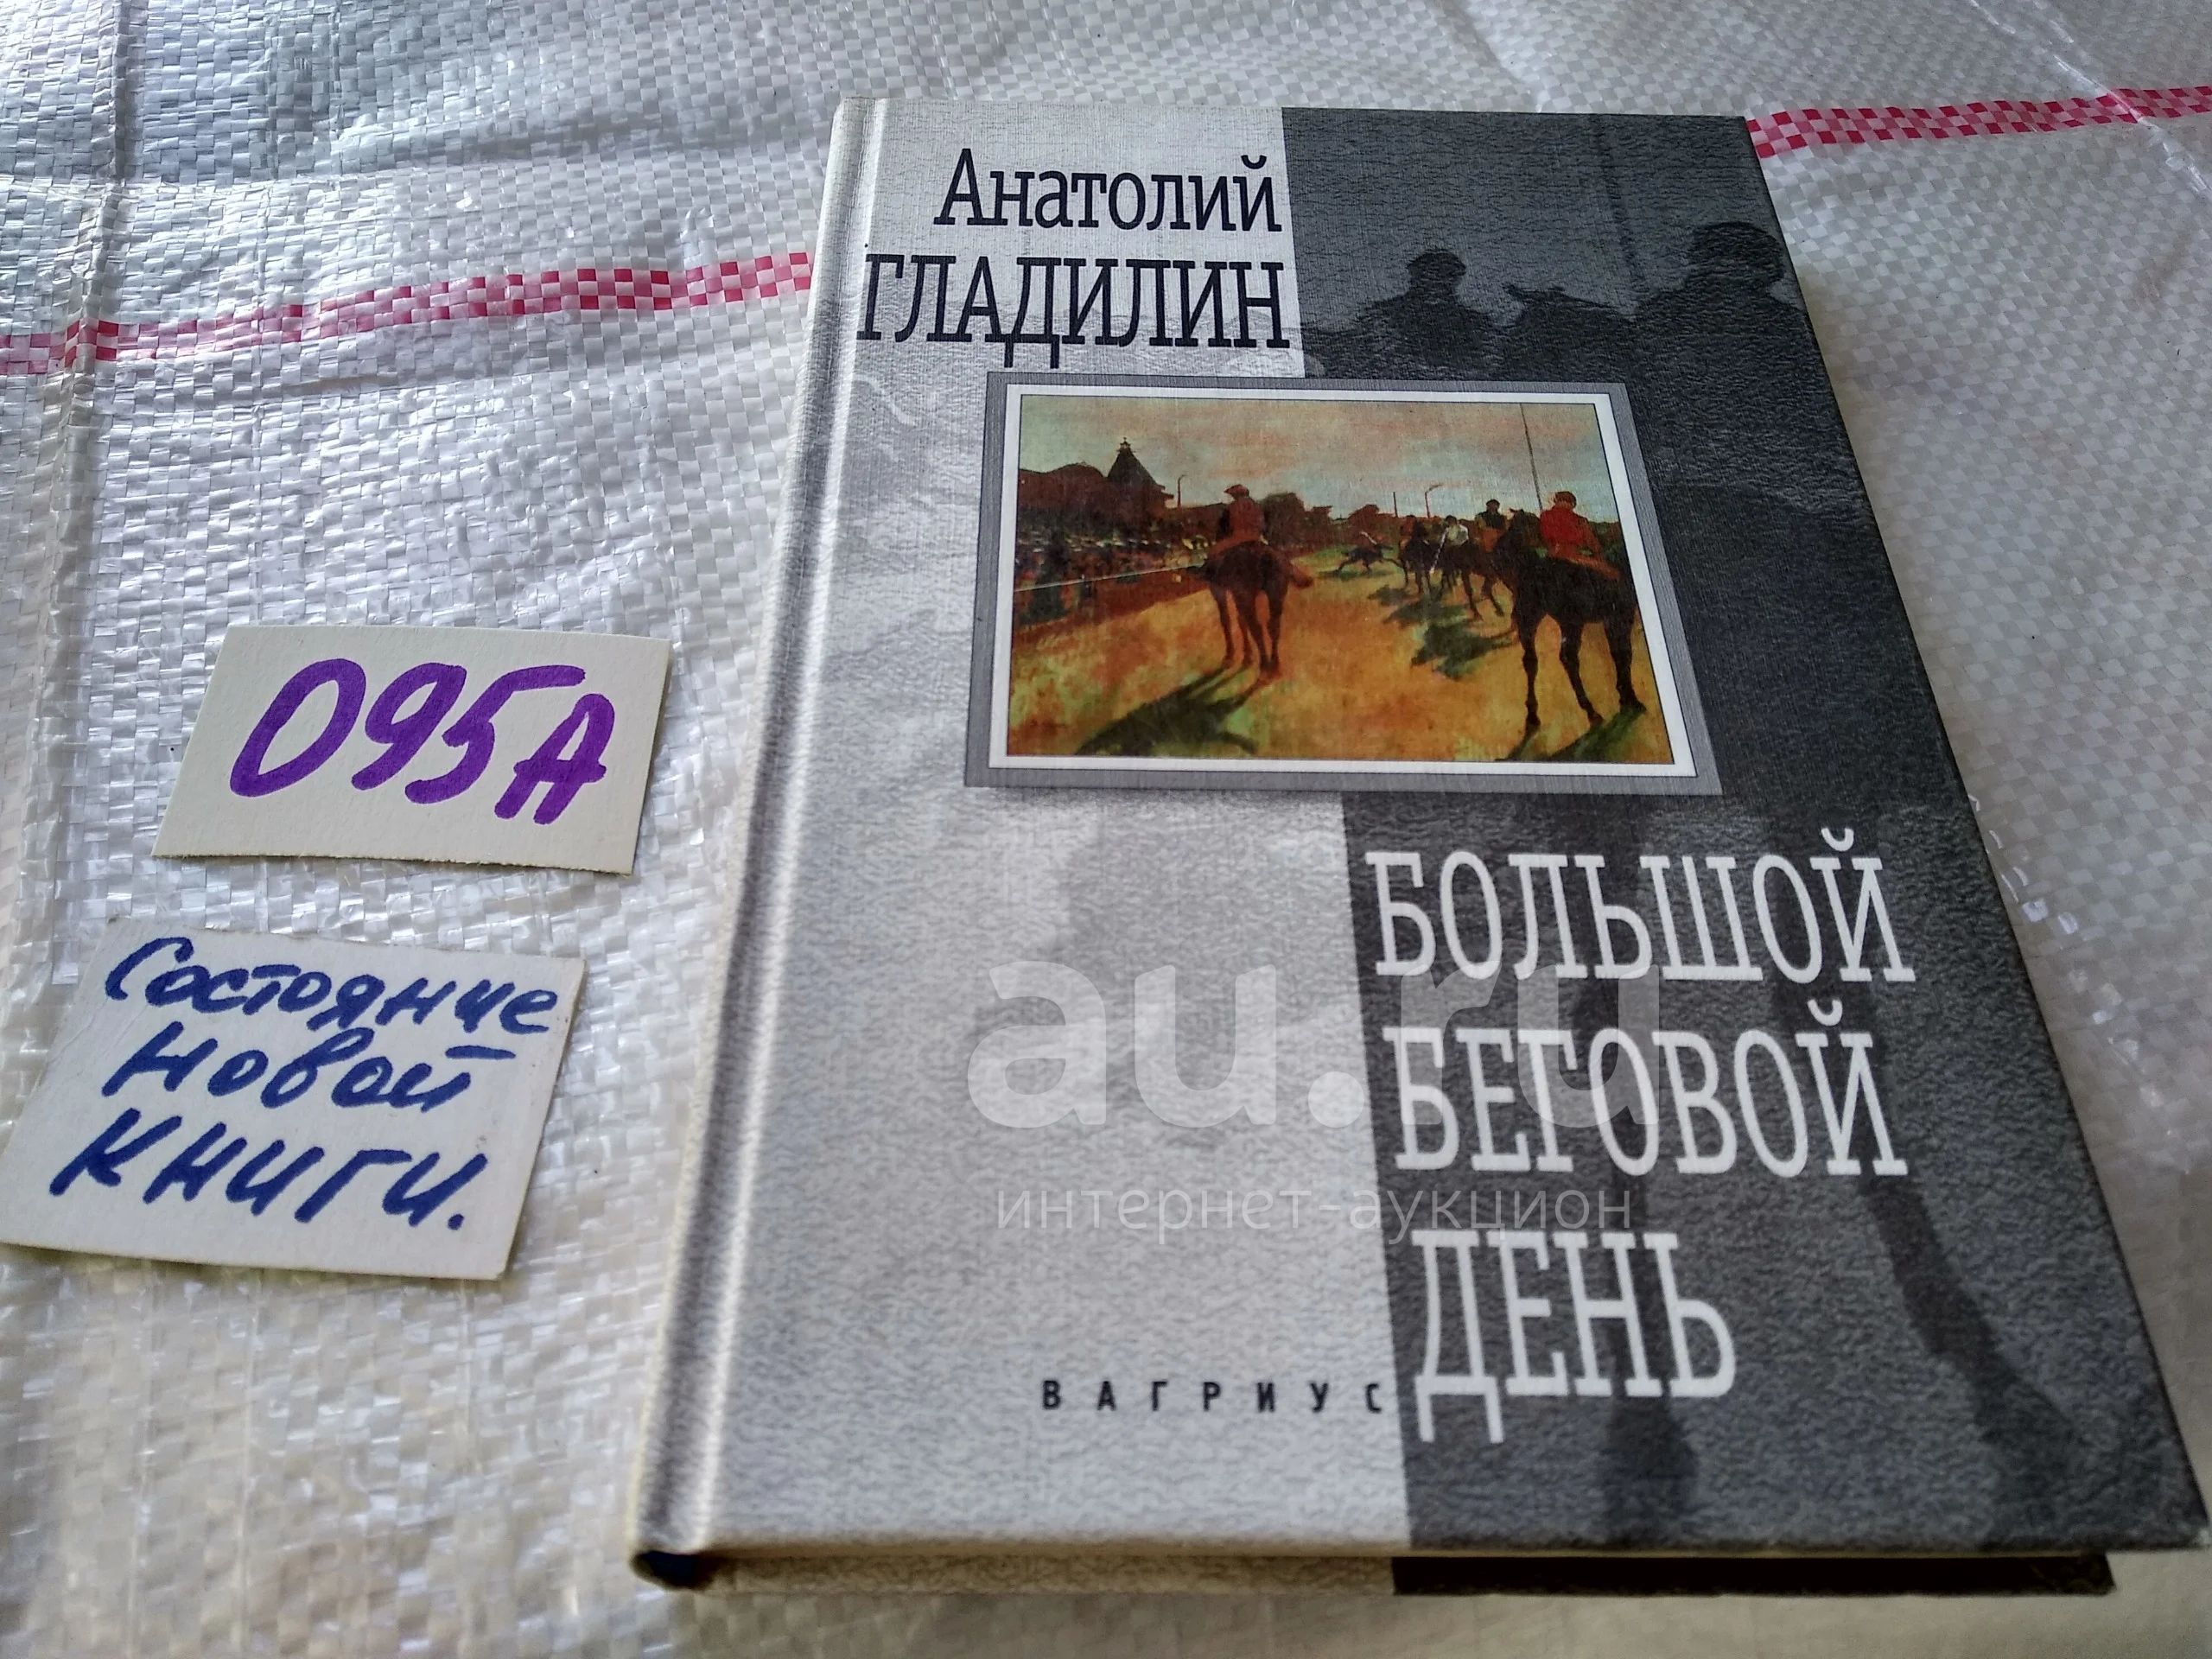 Анатолий
ГЛАДИЛИН
095А
Состояние
новой
книги.
БОЛЬШОЙ
БЕГОВОЙ
ДЕНЬ
ВАГРИУС
au.ru
интернет-аукцион